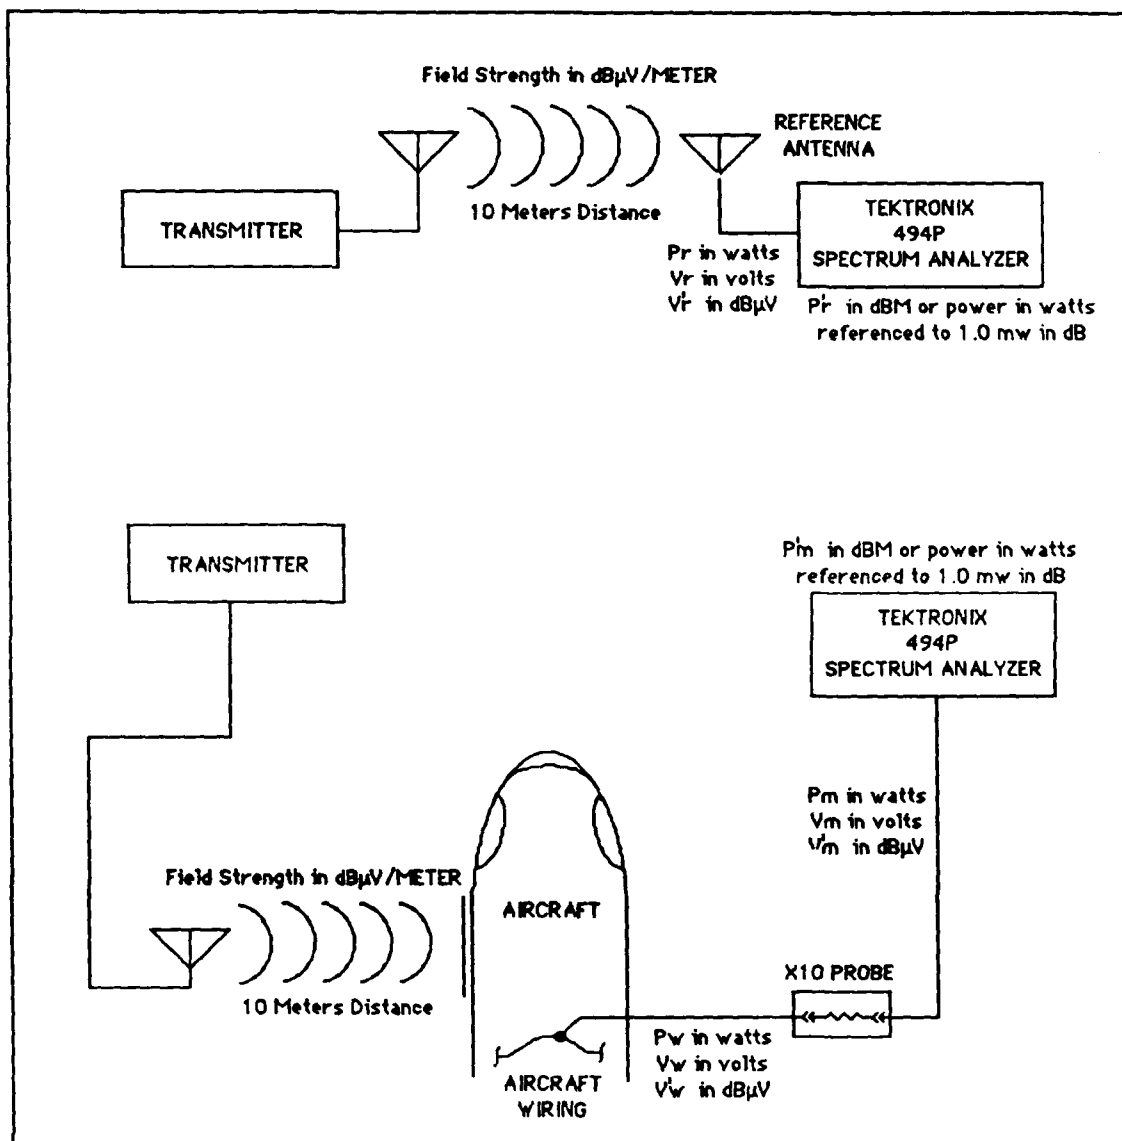 Field Strength in dBµV/METER
REFERENCE
ANTENNA
TRANSMITTER
10 Meters Distance
TEKTRONIX
494P
SPECTRUM ANALYZER
Pr in watts
Vr in volts
V'r in dBµV
P'r in dBM or power in watts
referenced to 1.0 mw in dB
TRANSMITTER
P'm in dBM or power in watts
referenced to 1.0 mw in dB
TEKTRONIX
494P
SPECTRUM ANALYZER
Pm in watts
Vm in volts
V'm in dBµV
Field Strength in dBµV/METER
AIRCRAFT
10 Meters Distance
X10 PROBE
Pw in watts
Vw in volts
V'w in dBµV
AIRCRAFT
WIRING